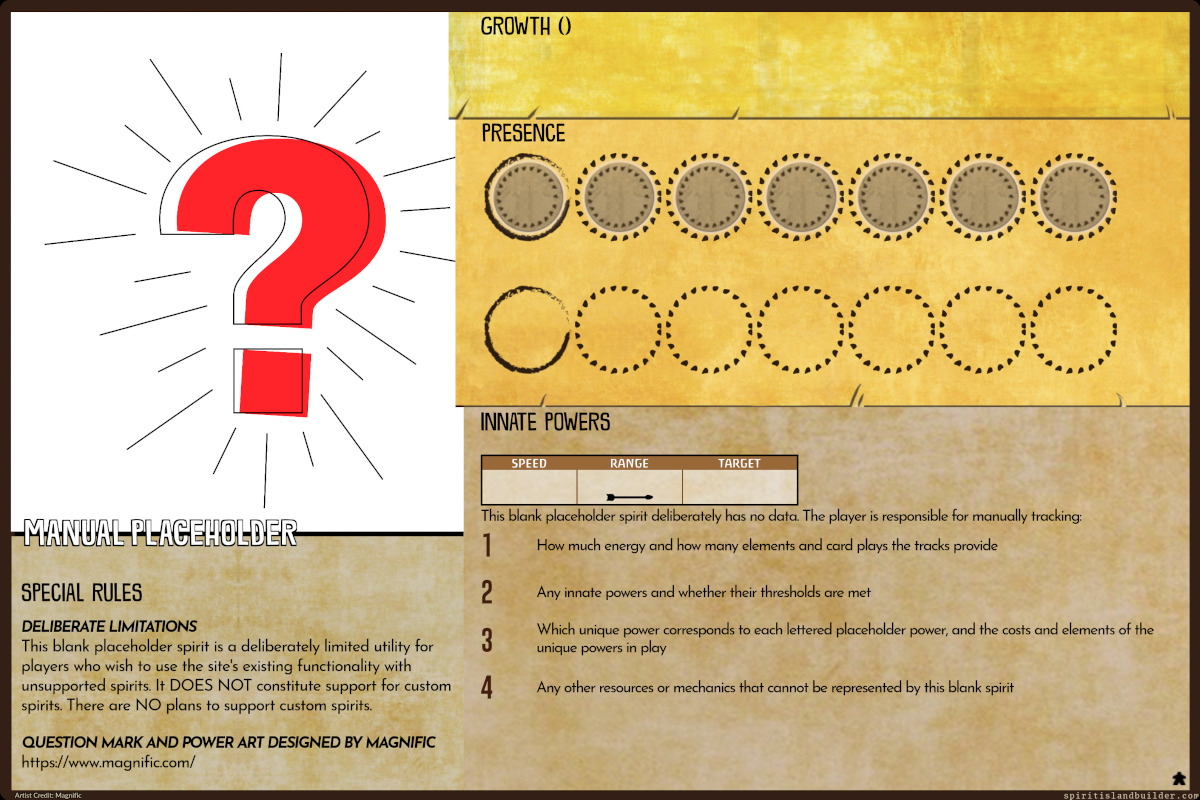 GROWTH ()
PRESENCE
INNATE POWERS
SPEED RANGE TARGET
This blank placeholder spirit deliberately has no data. The player is responsible for manually tracking:
1 How much energy and how many elements and card plays the tracks provide
2 Any innate powers and whether their thresholds are met
3 Which unique power corresponds to each lettered placeholder power, and the costs and elements of the
unique powers in play
4 Any other resources or mechanics that cannot be represented by this blank spirit
?
MANUAL PLACEHOLDER
SPECIAL RULES
DELIBERATE LIMITATIONS
This blank placeholder spirit is a deliberately limited utility for
players who wish to use the site's existing functionality with
unsupported spirits. It DOES NOT constitute support for custom
spirits. There are NO plans to support custom spirits.
QUESTION MARK AND POWER ART DESIGNED BY MAGNIFIC
https://www.magnific.com/
Artist Credit: Magnific
spiritislandbuilder.com